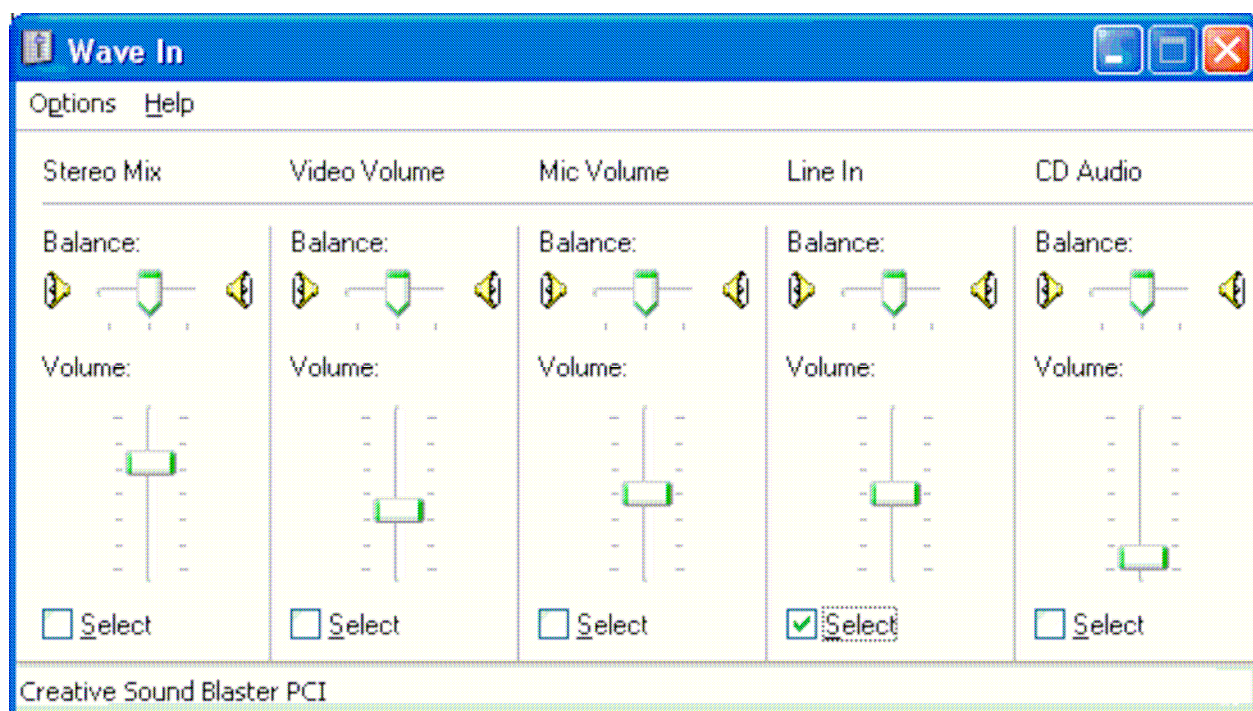 Wave In
Options Help
Stereo Mix Video Volume Mic Volume Line In CD Audio
Balance: Balance: Balance: Balance: Balance:
Volume: Volume: Volume: Volume: Volume:
Select Select Select Select Select
Creative Sound Blaster PCI